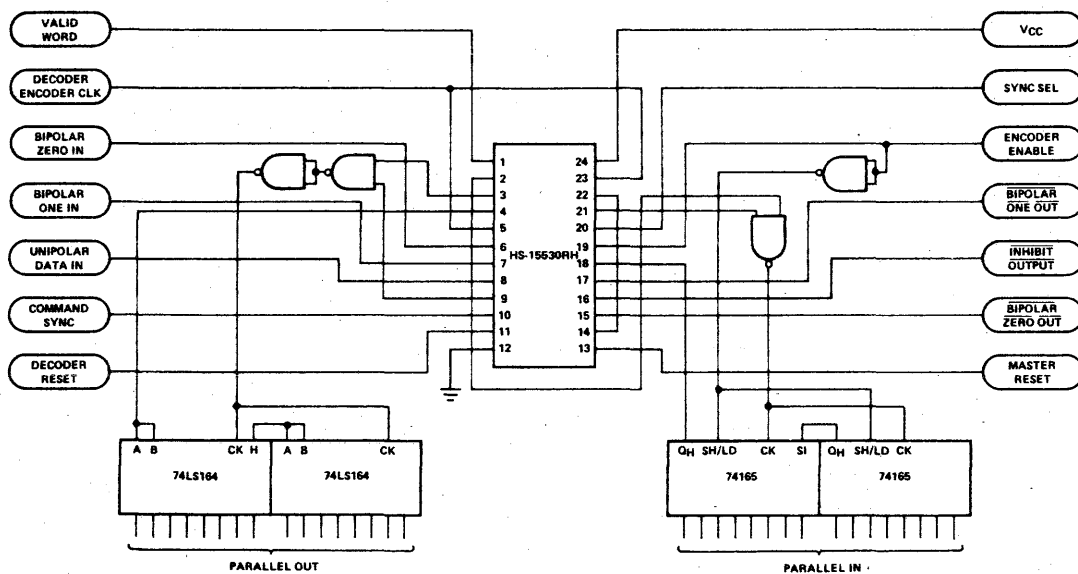 VALID
WORD
DECODER
ENCODER CLK
BIPOLAR
ZERO IN
BIPOLAR
ONE IN
UNIPOLAR
DATA IN
COMMAND
SYNC
DECODER
RESET
1
2
3
4
5
6
7
8
9
10
11
12
HS-15530RH
24
23
22
21
20
19
18
17
16
15
14
13
VCC
SYNC SEL
ENCODER
ENABLE
BIPOLAR
ONE OUT
INHIBIT
OUTPUT
BIPOLAR
ZERO OUT
MASTER
RESET
A B CK H A B CK
74LS164 74LS164
PARALLEL OUT
QH SH/LD CK SI QH SH/LD CK
74165 74165
PARALLEL IN